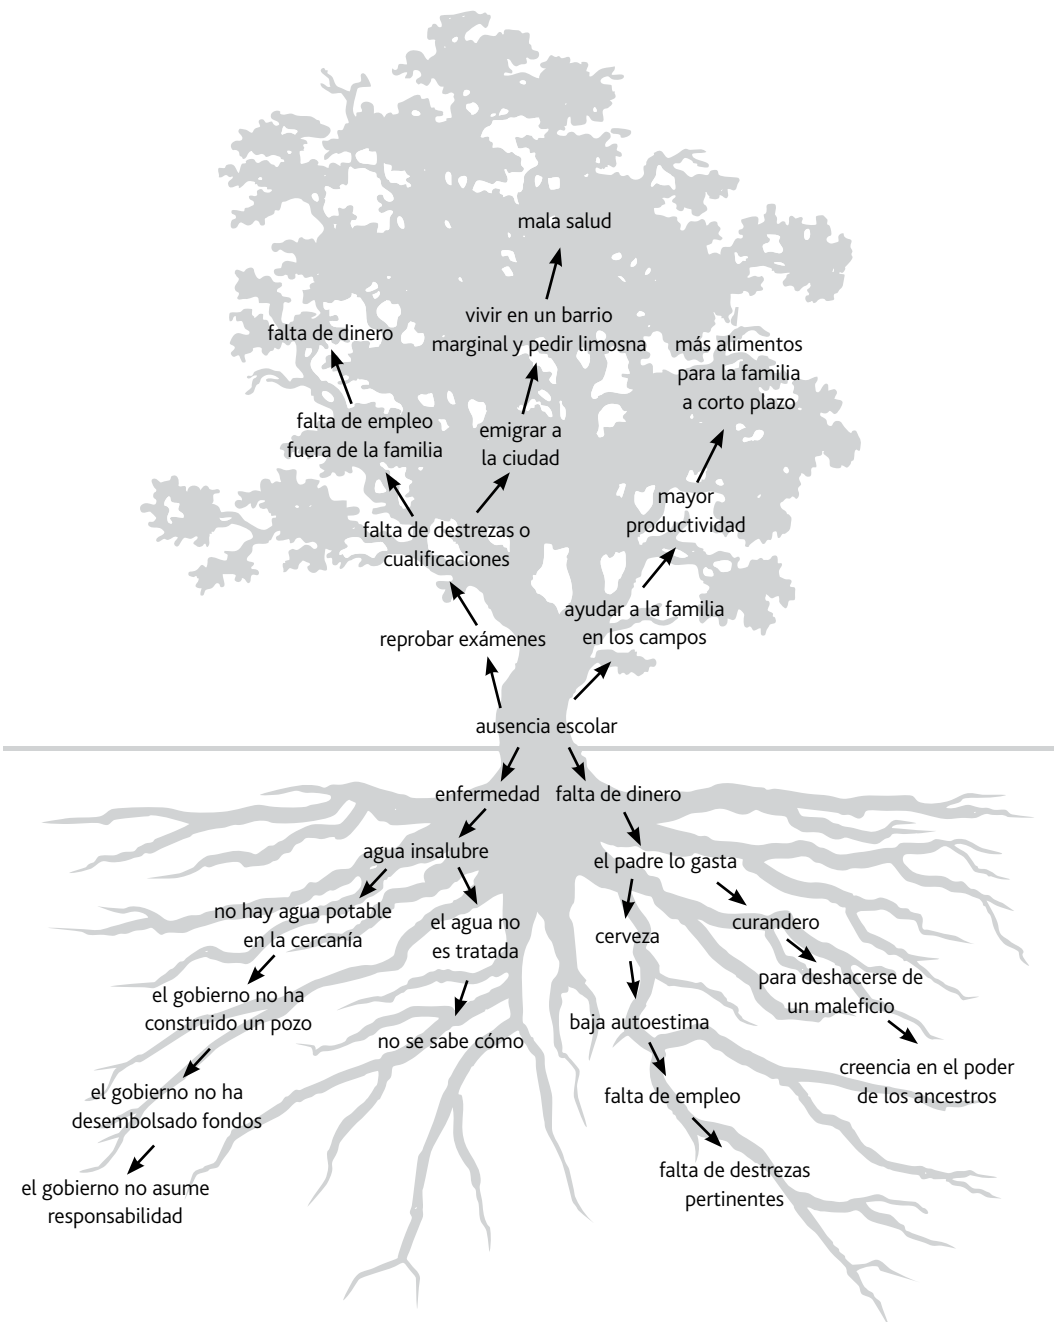 mala salud
vivir en un barrio
marginal y pedir limosna
falta de dinero
más alimentos
para la familia
a corto plazo
falta de empleo
fuera de la familia
emigrar a
la ciudad
mayor
productividad
falta de destrezas o
cualificaciones
ayudar a la familia
en los campos
reprobar exámenes
ausencia escolar
enfermedad
falta de dinero
agua insalubre
el padre lo gasta
no hay agua potable
en la cercanía
el agua no
es tratada
cerveza
curandero
el gobierno no ha
construido un pozo
para deshacerse de
un maleficio
no se sabe cómo
baja autoestima
creencia en el poder
de los ancestros
el gobierno no ha
desembolsado fondos
falta de empleo
falta de destrezas
pertinentes
el gobierno no asume
responsabilidad